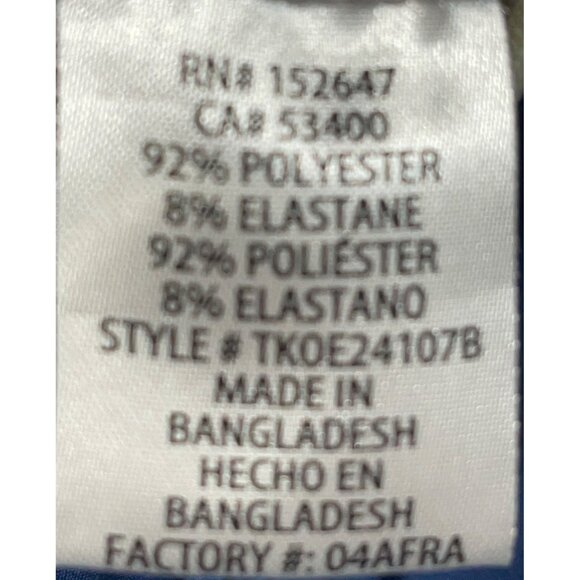 RN# 152647
CA# 53400
92% POLYESTER
8% ELASTANE
92% POLIÉSTER
8% ELASTANO
STYLE # TKOE24107B
MADE IN
BANGLADESH
HECHO EN
BANGLADESH
FACTORY #: 04AFRA